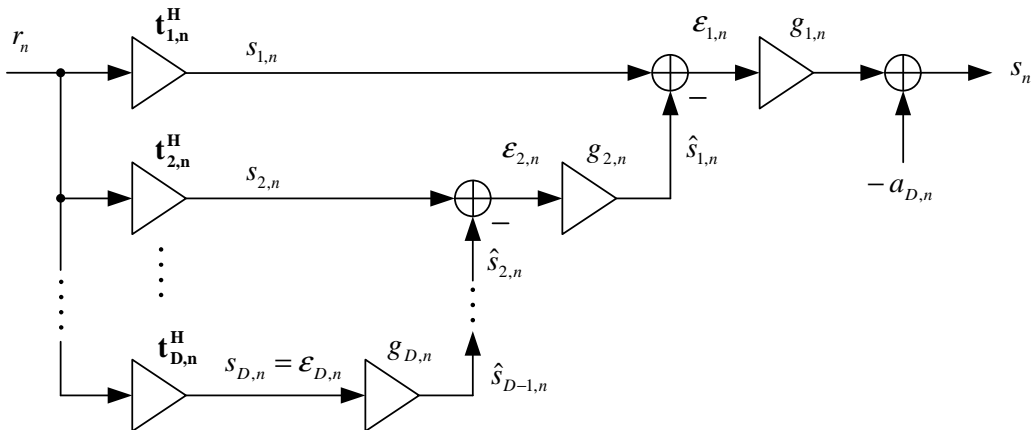 r_n
t^H_{1,n}
s_{1,n}
ε_{1,n}
g_{1,n}
s_n
−
t^H_{2,n}
s_{2,n}
ε_{2,n}
g_{2,n}
ŝ_{1,n}
−a_{D,n}
−
ŝ_{2,n}
t^H_{D,n}
s_{D,n} = ε_{D,n}
g_{D,n}
ŝ_{D−1,n}